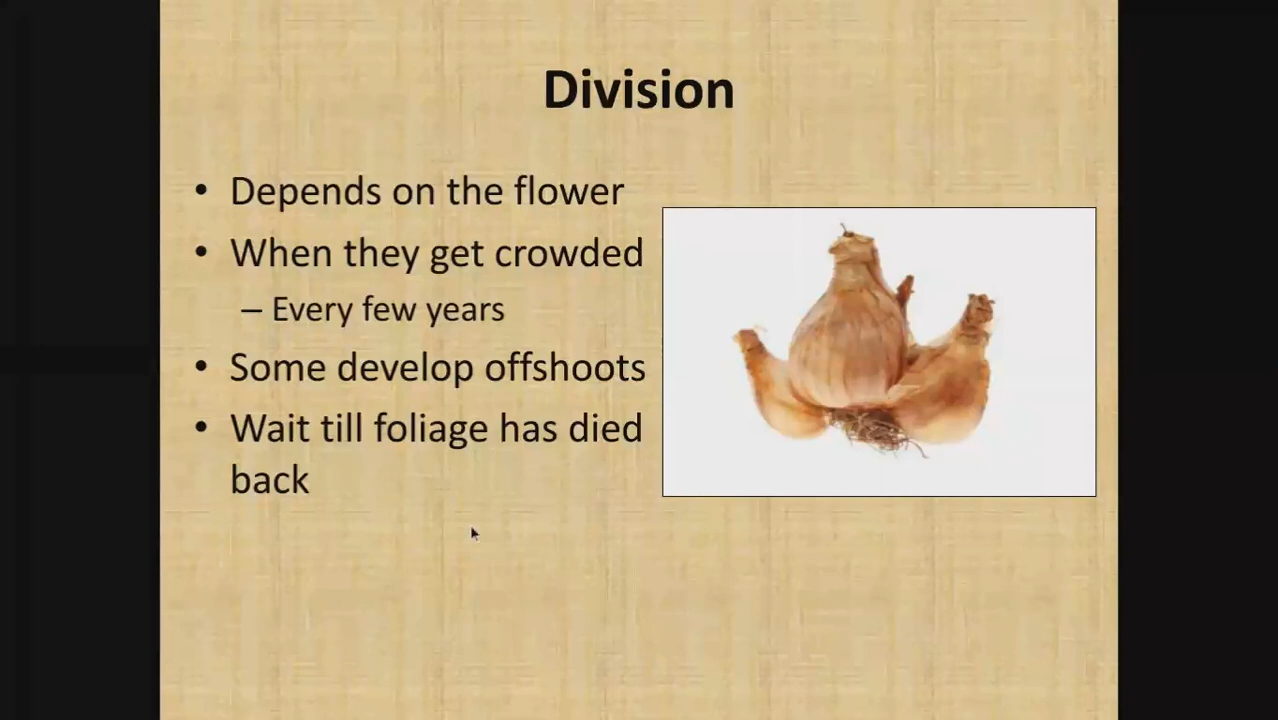 Division
• Depends on the flower
• When they get crowded
– Every few years
• Some develop offshoots
• Wait till foliage has died
back